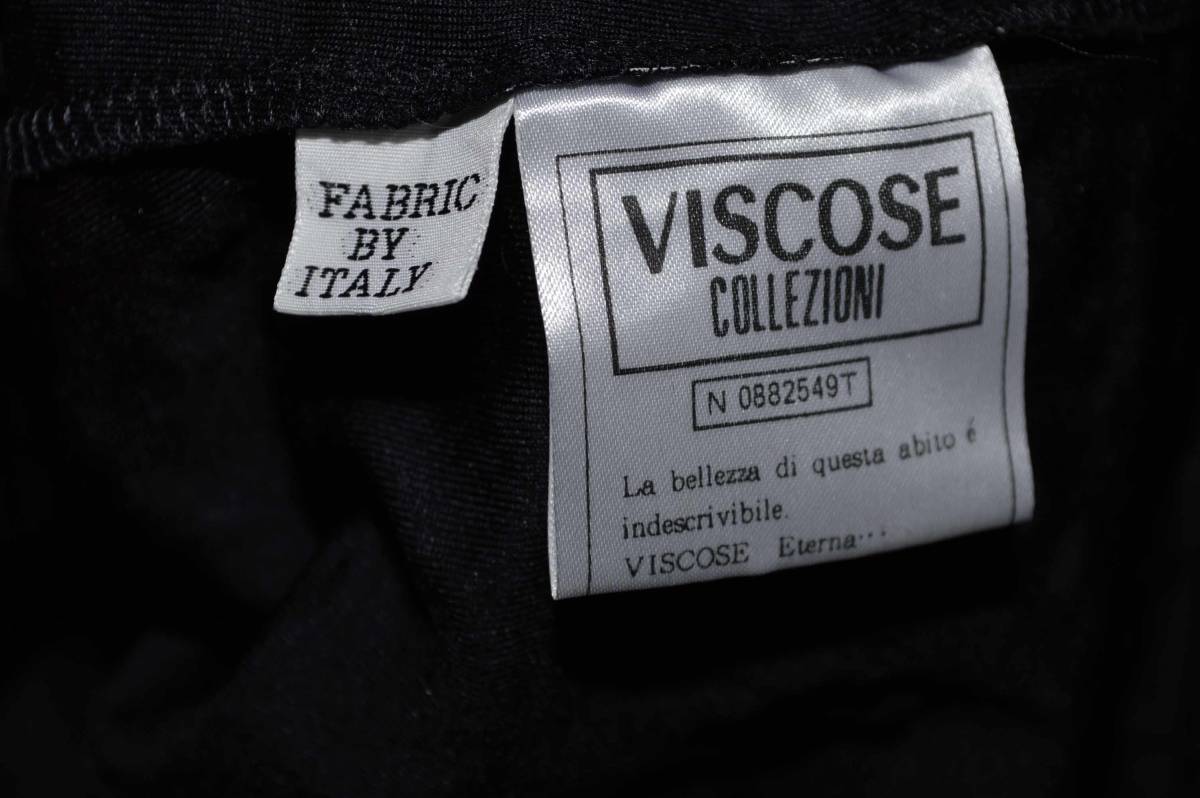 FABRIC
BY
ITALY
VISCOSE
COLLEZIONI
N 0882549T
La bellezza di questa abito é
indescrivibile.
VISCOSE Eterna···